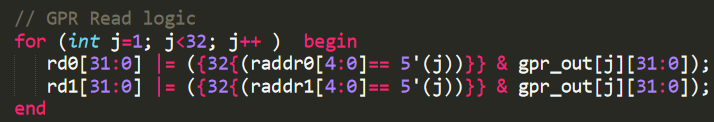 // GPR Read logic
for (int j=1; j<32; j++ )  begin
   rd0[31:0] |= ({32{(raddr0[4:0]== 5'(j))}} & gpr_out[j][31:0]);
   rd1[31:0] |= ({32{(raddr1[4:0]== 5'(j))}} & gpr_out[j][31:0]);
end